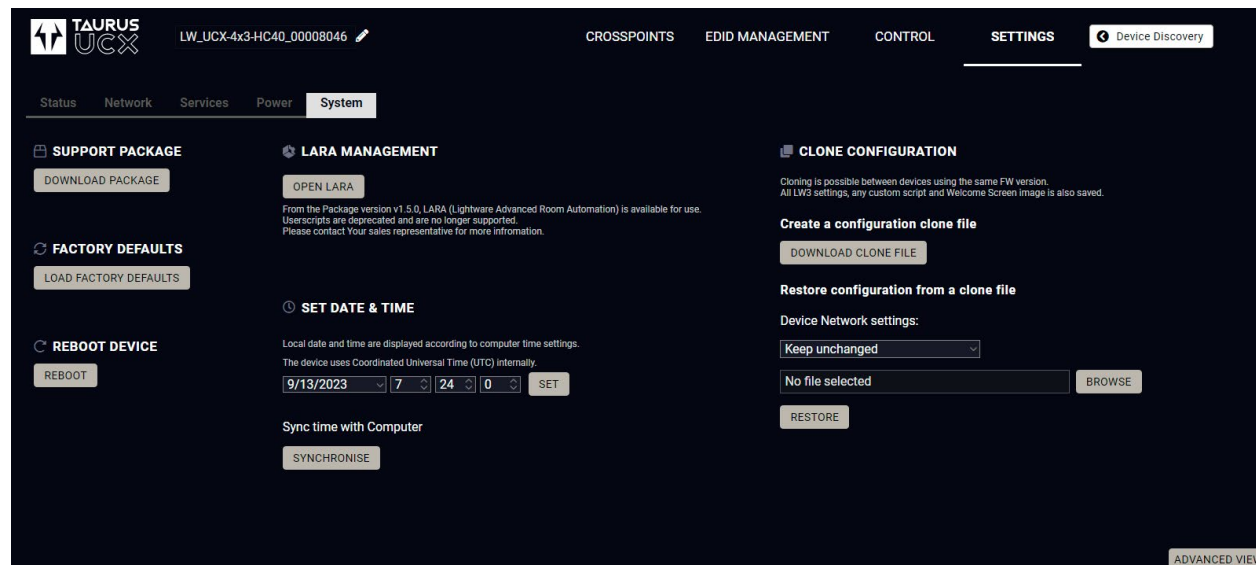 TAURUS
UCX
LW_UCX-4x3-HC40_00008046
CROSSPOINTS
EDID MANAGEMENT
CONTROL
SETTINGS
Device Discovery
Status
Network
Services
Power
System
SUPPORT PACKAGE
DOWNLOAD PACKAGE
FACTORY DEFAULTS
LOAD FACTORY DEFAULTS
REBOOT DEVICE
REBOOT
LARA MANAGEMENT
OPEN LARA
From the Package version v1.5.0, LARA (Lightware Advanced Room Automation) is available for use.
Userscripts are deprecated and are no longer supported.
Please contact Your sales representative for more infromation.
SET DATE & TIME
Local date and time are displayed according to computer time settings.
The device uses Coordinated Universal Time (UTC) internally.
9/13/2023 7 24 0 SET
Sync time with Computer
SYNCHRONISE
CLONE CONFIGURATION
Cloning is possible between devices using the same FW version.
All LW3 settings, any custom script and Welcome Screen image is also saved.
Create a configuration clone file
DOWNLOAD CLONE FILE
Restore configuration from a clone file
Device Network settings:
Keep unchanged
No file selected
BROWSE
RESTORE
ADVANCED VIEW